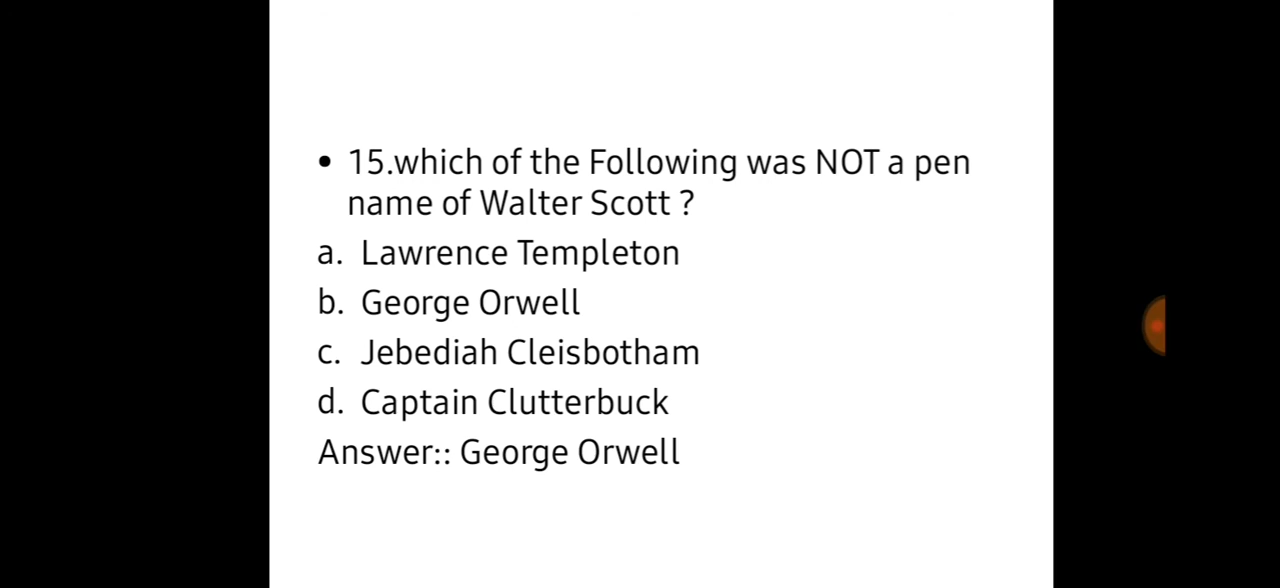 • 15.which of the Following was NOT a pen
name of Walter Scott ?
a. Lawrence Templeton
b. George Orwell
c. Jebediah Cleisbotham
d. Captain Clutterbuck
Answer:: George Orwell